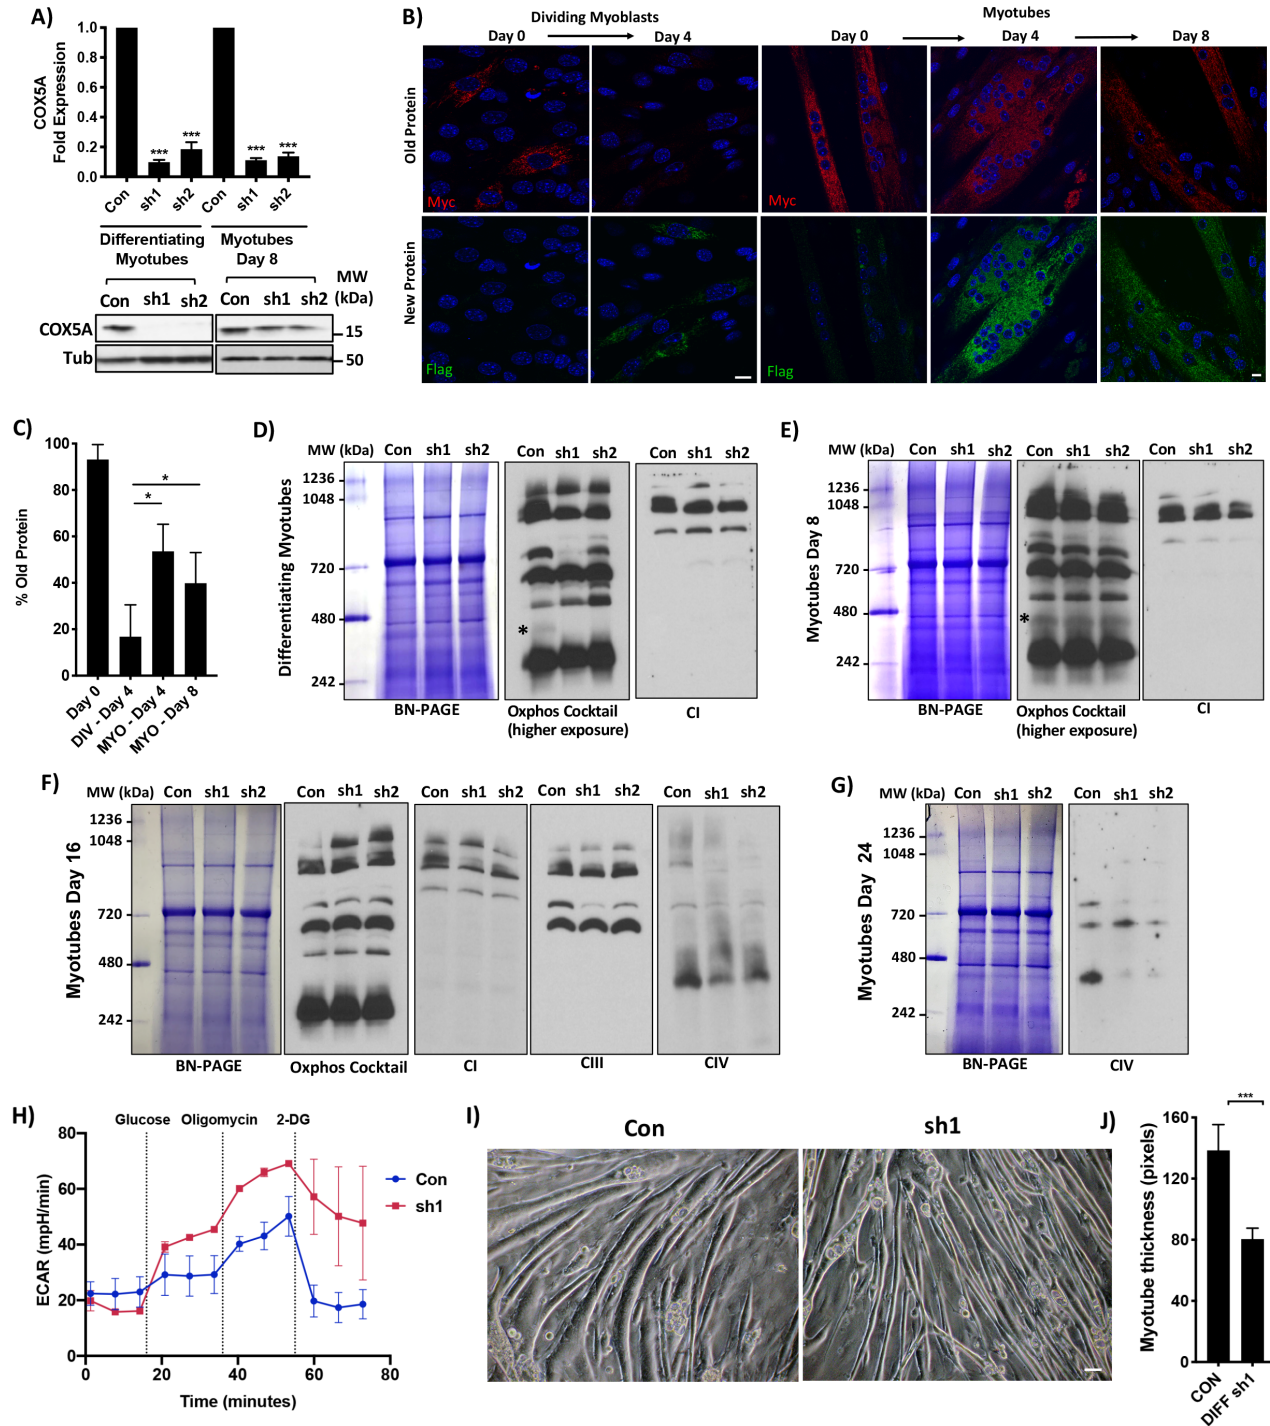 A)
COX5A
Fold Expression
1.0
0.8
0.6
0.4
0.2
0.0
*** *** *** ***
Con sh1 sh2 Con sh1 sh2
Differentiating Myotubes
Myotubes Day 8
MW (kDa)
Con sh1 sh2 Con sh1 sh2
COX5A 15
Tub 50
B)
Dividing Myoblasts
Day 0 Day 4
Myotubes
Day 0 Day 4 Day 8
Old Protein
Myc Myc
New Protein
Flag Flag
C)
% Old Protein
100
80
60
40
20
0
*
*
Day 0
DIV - Day 4
MYO - Day 4
MYO - Day 8
D)
Differentiating Myotubes
MW (kDa) Con sh1 sh2 Con sh1 sh2 Con sh1 sh2
1236
1048
720
480
242
*
BN-PAGE
Oxphos Cocktail
(higher exposure)
CI
E)
Myotubes Day 8
MW (kDa) Con sh1 sh2 Con sh1 sh2 Con sh1 sh2
1236
1048
720
480
242
*
BN-PAGE
Oxphos Cocktail
(higher exposure)
CI
F)
Myotubes Day 16
MW (kDa) Con sh1 sh2 Con sh1 sh2 Con sh1 sh2 Con sh1 sh2 Con sh1 sh2
1236
1048
720
480
242
BN-PAGE Oxphos Cocktail CI CIII CIV
G)
Myotubes Day 24
MW (kDa) Con sh1 sh2 Con sh1 sh2
1236
1048
720
480
242
BN-PAGE CIV
H)
Glucose Oligomycin 2-DG
ECAR (mpH/min)
80
60
40
20
0
0 20 40 60 80
Time (minutes)
Con
sh1
I)
Con sh1
J)
Myotube thickness (pixels)
***
160
120
80
40
0
CON
DIFF sh1